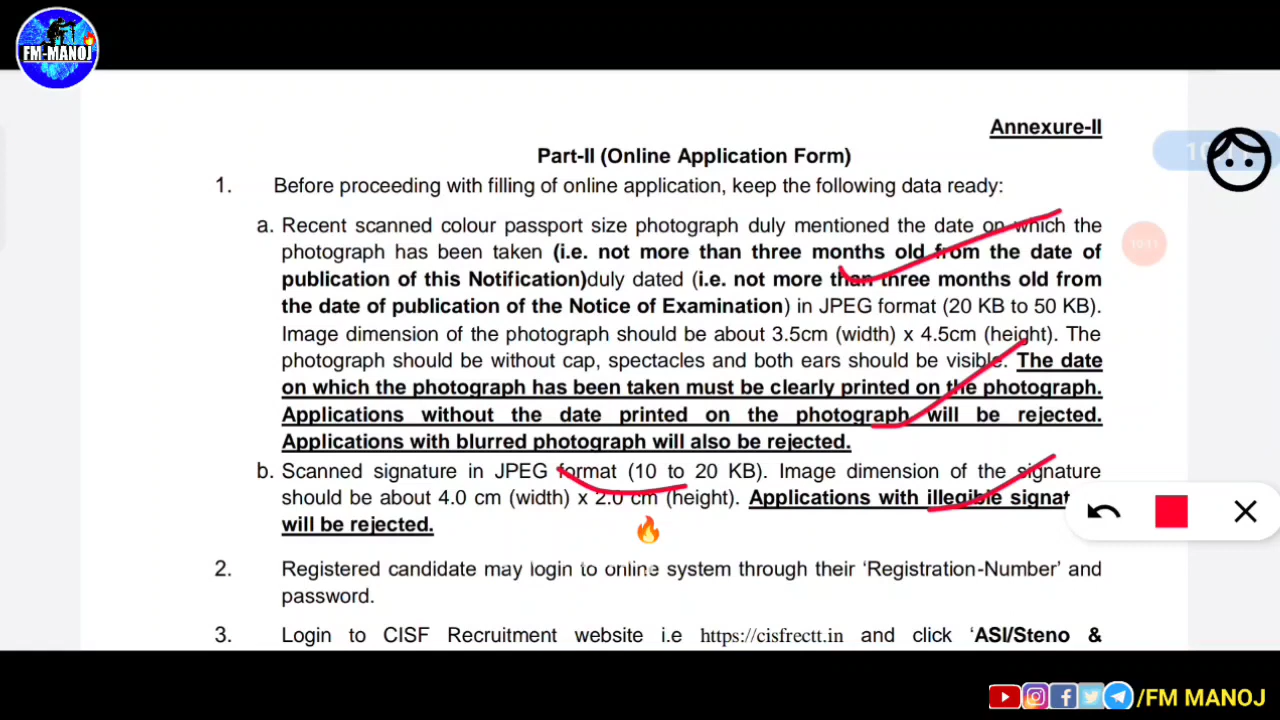 FM-MANOJ
Annexure-II
Part-II (Online Application Form)
1. Before proceeding with filling of online application, keep the following data ready:
a. Recent scanned colour passport size photograph duly mentioned the date on which the
photograph has been taken (i.e. not more than three months old from the date of
publication of this Notification)duly dated (i.e. not more than three months old from
the date of publication of the Notice of Examination) in JPEG format (20 KB to 50 KB).
Image dimension of the photograph should be about 3.5cm (width) x 4.5cm (height). The
photograph should be without cap, spectacles and both ears should be visible. The date
on which the photograph has been taken must be clearly printed on the photograph.
Applications without the date printed on the photograph will be rejected.
Applications with blurred photograph will also be rejected.
b. Scanned signature in JPEG format (10 to 20 KB). Image dimension of the signature
should be about 4.0 cm (width) x 2.0 cm (height). Applications with illegible
will be rejected.
2. Registered candidate may login to online system through their ‘Registration-Number’ and
password.
3. Login to CISF Recruitment website i.e https://cisfrectt.in and click ‘ASI/Steno &
10:11
/FM MANOJ